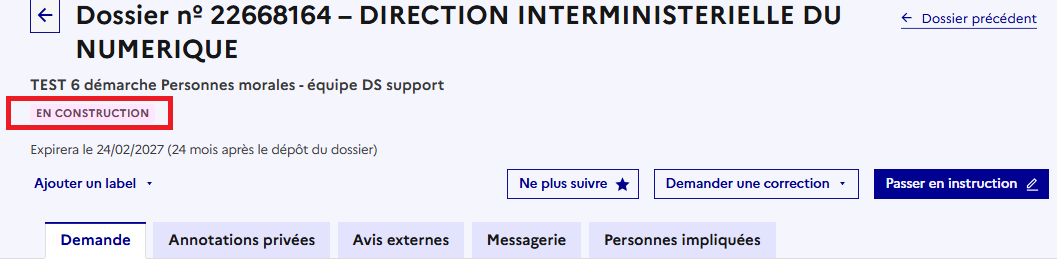 Dossier nº 22668164 – DIRECTION INTERMINISTERIELLE DU
NUMERIQUE
← Dossier précédent
TEST 6 démarche Personnes morales - équipe DS support
EN CONSTRUCTION
Expirera le 24/02/2027 (24 mois après le dépôt du dossier)
Ajouter un label
Ne plus suivre
Demander une correction
Passer en instruction
Demande
Annotations privées
Avis externes
Messagerie
Personnes impliquées